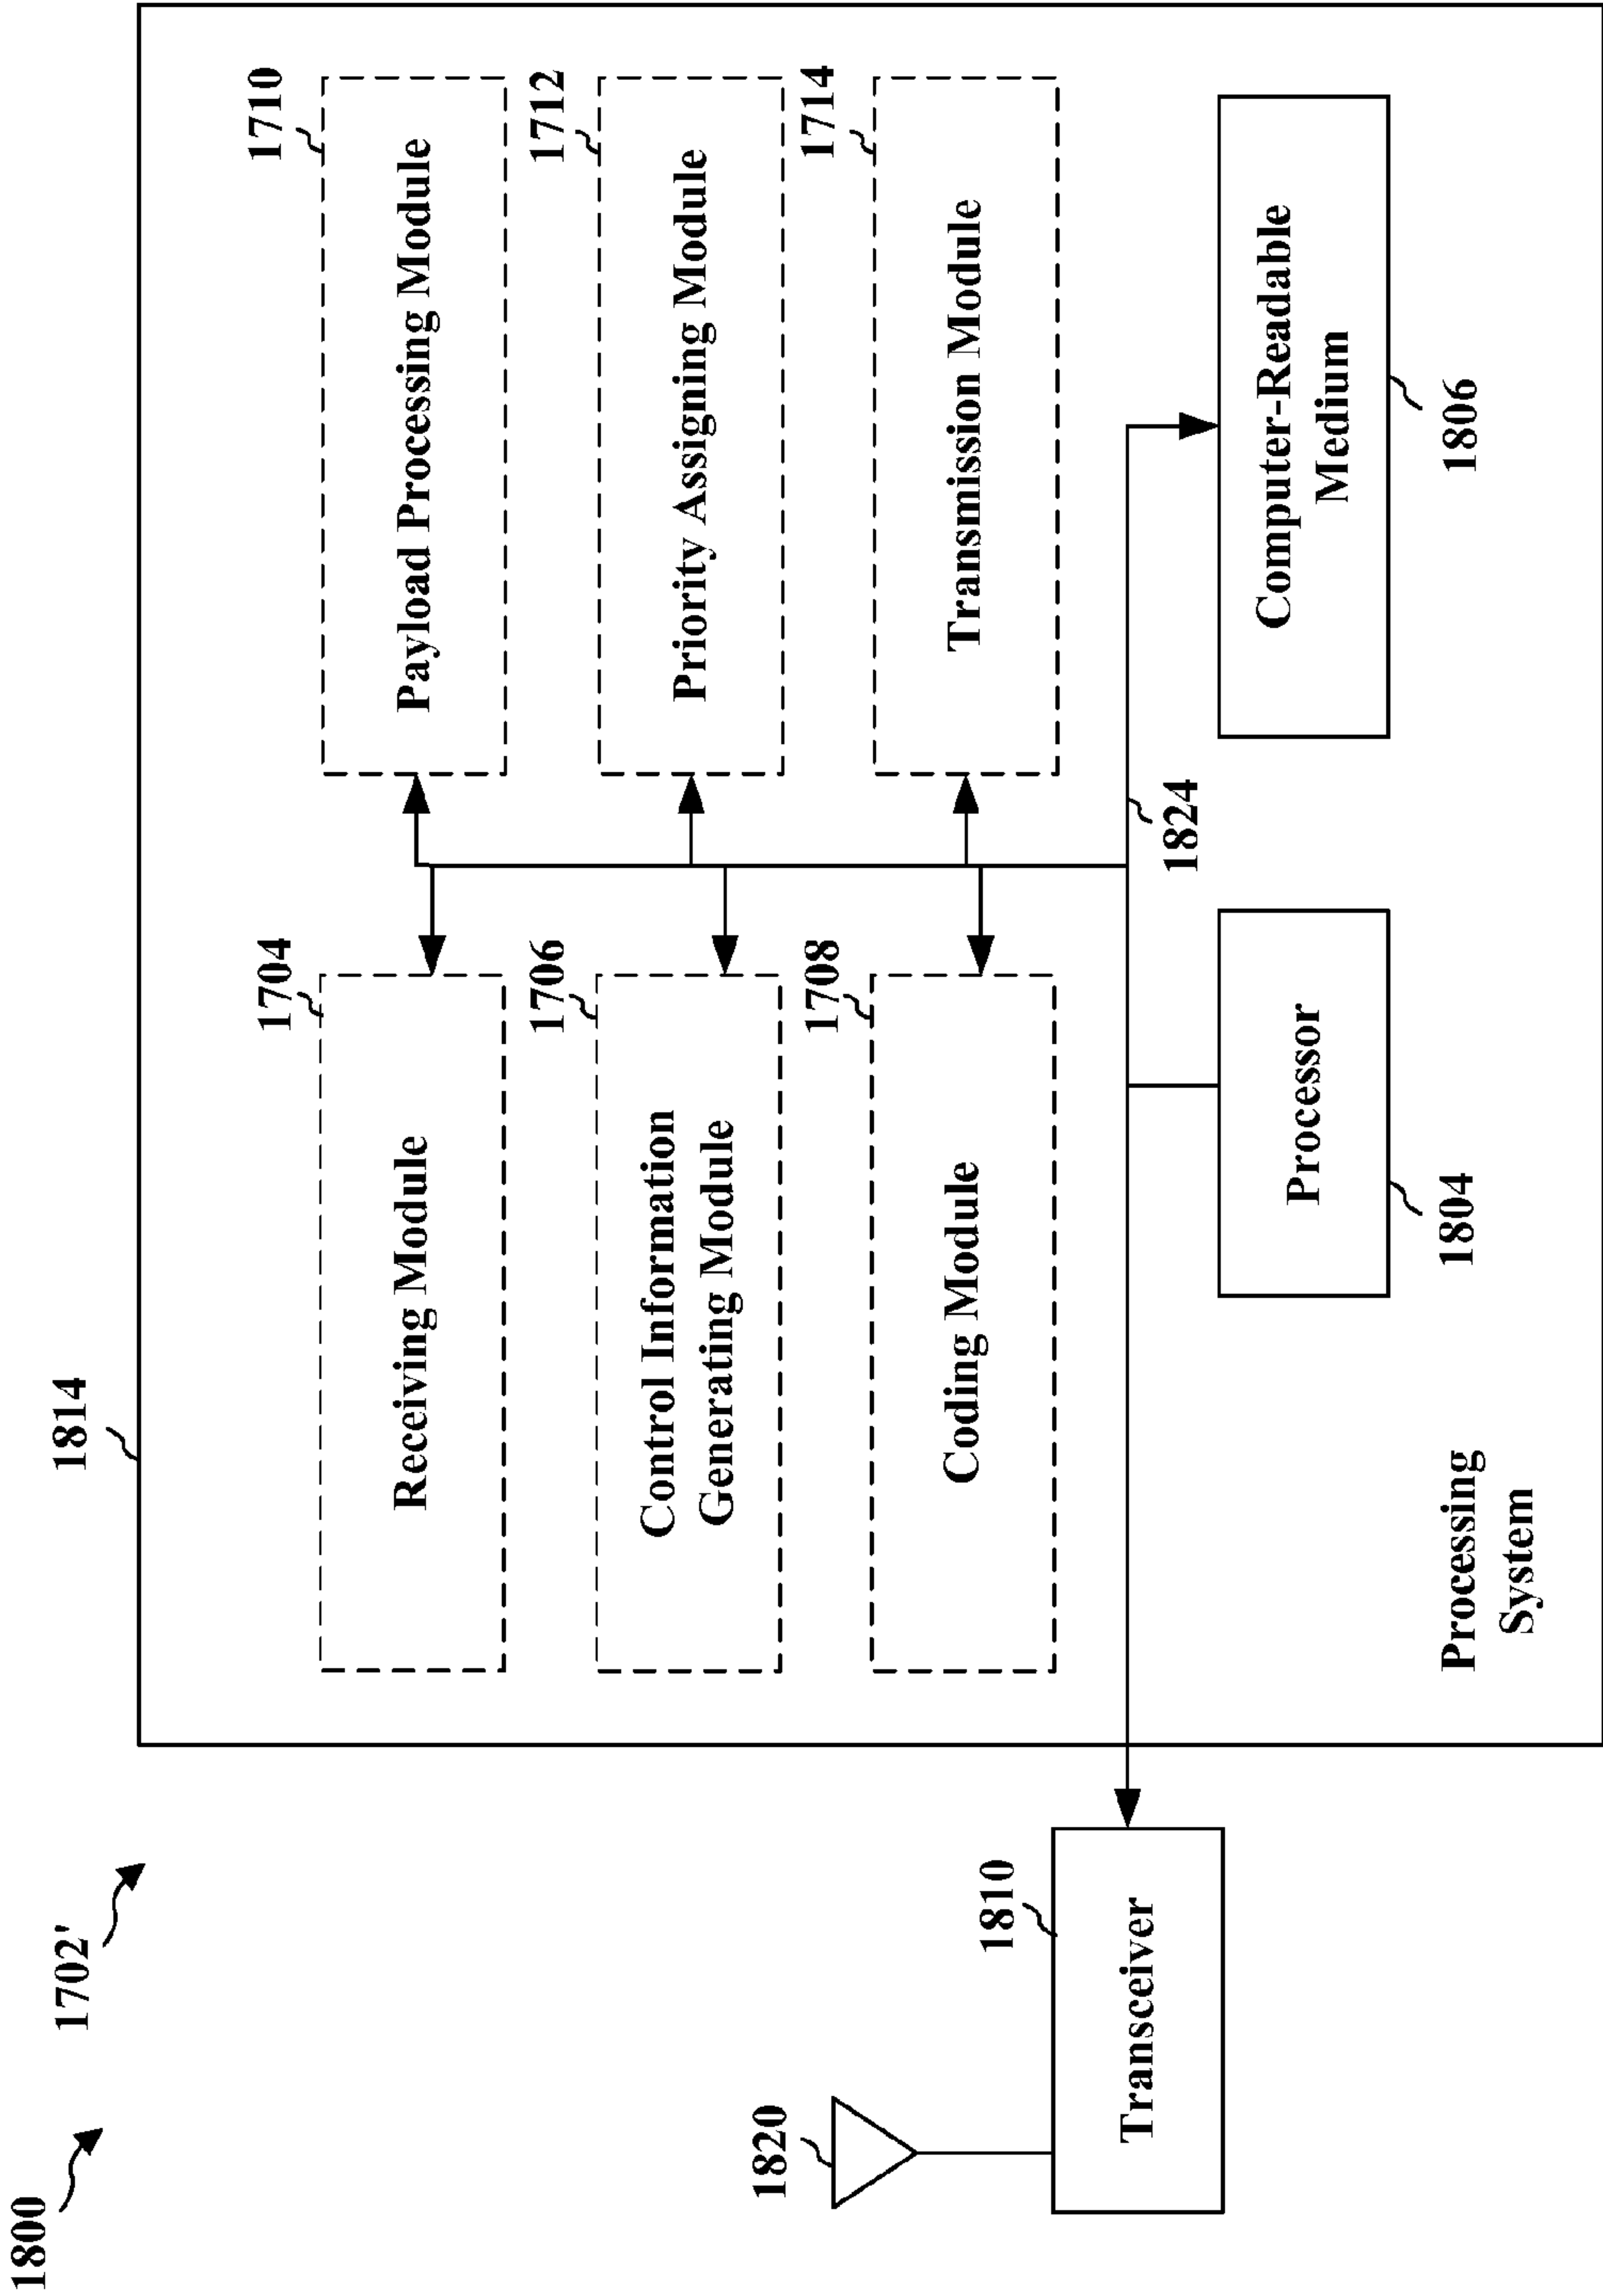 1800
1702'
1814
1704
Receiving Module
1710
Payload Processing Module
1706
Control Information
Generating Module
1712
Priority Assigning Module
1708
Coding Module
1714
Transmission Module
1820
1810
Transceiver
1824
Processor
1804
Computer-Readable
Medium
1806
Processing
System